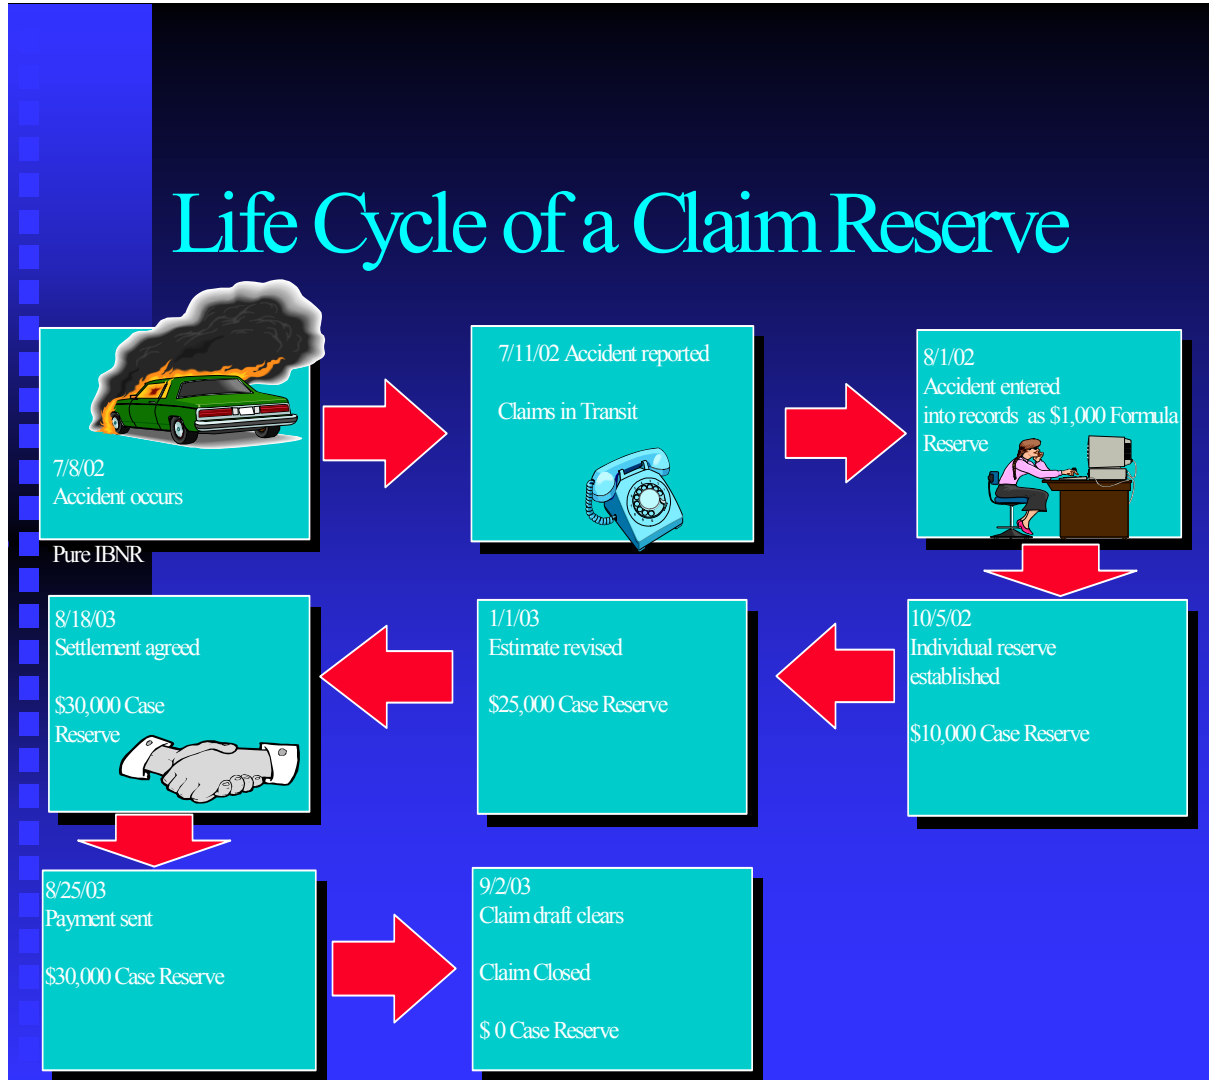 Life Cycle of a Claim Reserve
7/8/02
Accident occurs
Pure IBNR
7/11/02 Accident reported
Claims in Transit
8/1/02
Accident entered
into records as $1,000 Formula
Reserve
10/5/02
Individual reserve
established
$10,000 Case Reserve
1/1/03
Estimate revised
$25,000 Case Reserve
8/18/03
Settlement agreed
$30,000 Case
Reserve
8/25/03
Payment sent
$30,000 Case Reserve
9/2/03
Claim draft clears
Claim Closed
$ 0 Case Reserve